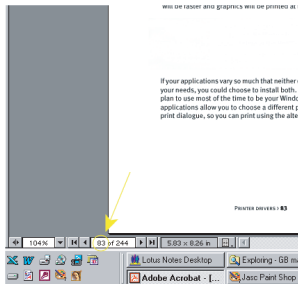 will be raster and graphics will be printed at
If your applications vary so much that neither
your needs, you could choose to install both.
plan to use most of the time to be your Windo
applications allow you to choose a different p
print dialogue, so you can print using the alte
PRINTER DRIVERS I 83
104% 83 of 244 5.83 x 8.26 in
Lotus Notes Desktop Exploring - GB ma
Adobe Acrobat - [... Jasc Paint Shop